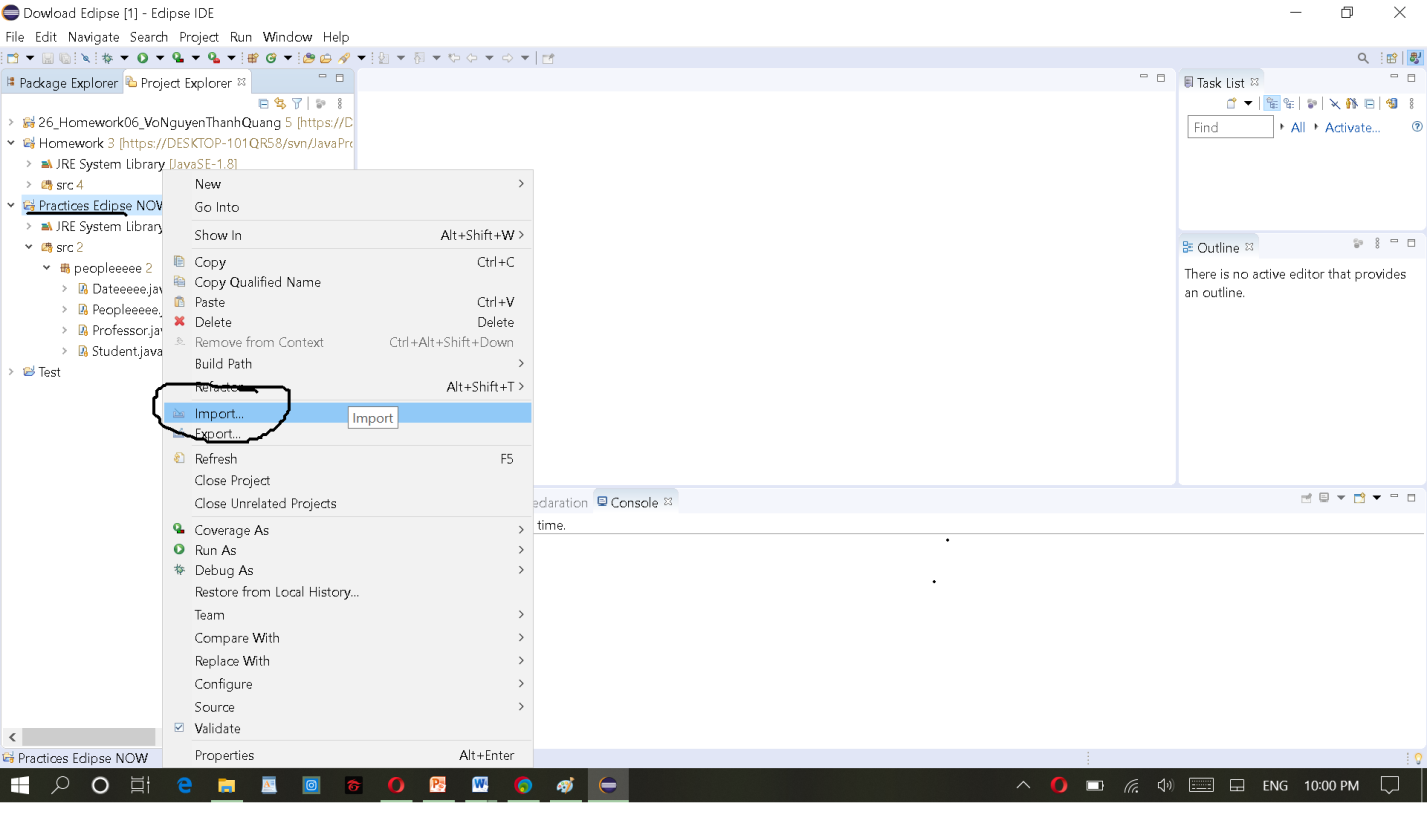 Dowload Eclipse [1] - Eclipse IDE
File Edit Navigate Search Project Run Window Help
Package Explorer Project Explorer
26_Homework06_VoNguyenThanhQuang 5 [https://D
Homework 3 [https://DESKTOP-101QR58/svn/JavaPro
JRE System Library [JavaSE-1.8]
src 4
Practices Eclipse NOW
JRE System Library
src 2
peopleeeee 2
Dateeeee.jav
Peopleeeee.
Professor.jav
Student.java
Test
New
Go Into
Show In Alt+Shift+W
Copy Ctrl+C
Copy Qualified Name
Paste Ctrl+V
Delete Delete
Remove from Context Ctrl+Alt+Shift+Down
Build Path
Refactor Alt+Shift+T
Import...
Import
Export...
Refresh F5
Close Project
Close Unrelated Projects
Coverage As
Run As
Debug As
Restore from Local History...
Team
Compare With
Replace With
Configure
Source
Validate
Properties Alt+Enter
Task List
Find All Activate...
Outline
There is no active editor that provides
an outline.
eclaration Console
time.
Practices Eclipse NOW
ENG 10:00 PM